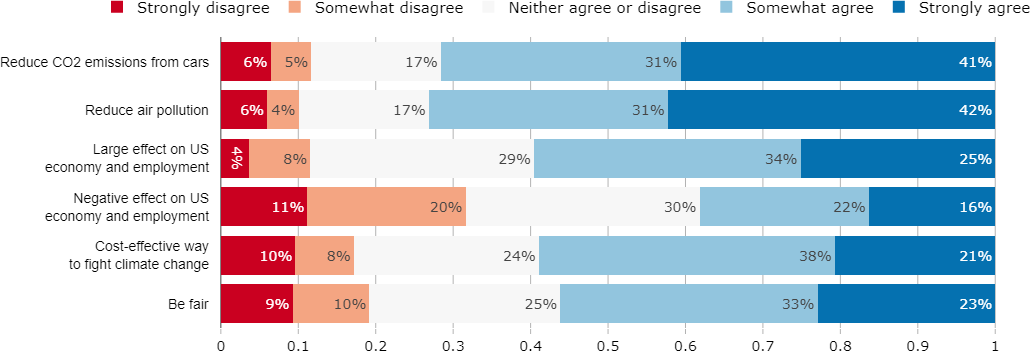 Strongly disagree Somewhat disagree Neither agree or disagree Somewhat agree Strongly agree
Reduce CO2 emissions from cars 6% 5% 17% 31% 41%
Reduce air pollution 6% 4% 17% 31% 42%
Large effect on US
economy and employment 4% 8% 29% 34% 25%
Negative effect on US
economy and employment 11% 20% 30% 22% 16%
Cost-effective way
to fight climate change 10% 8% 24% 38% 21%
Be fair 9% 10% 25% 33% 23%
0 0.1 0.2 0.3 0.4 0.5 0.6 0.7 0.8 0.9 1